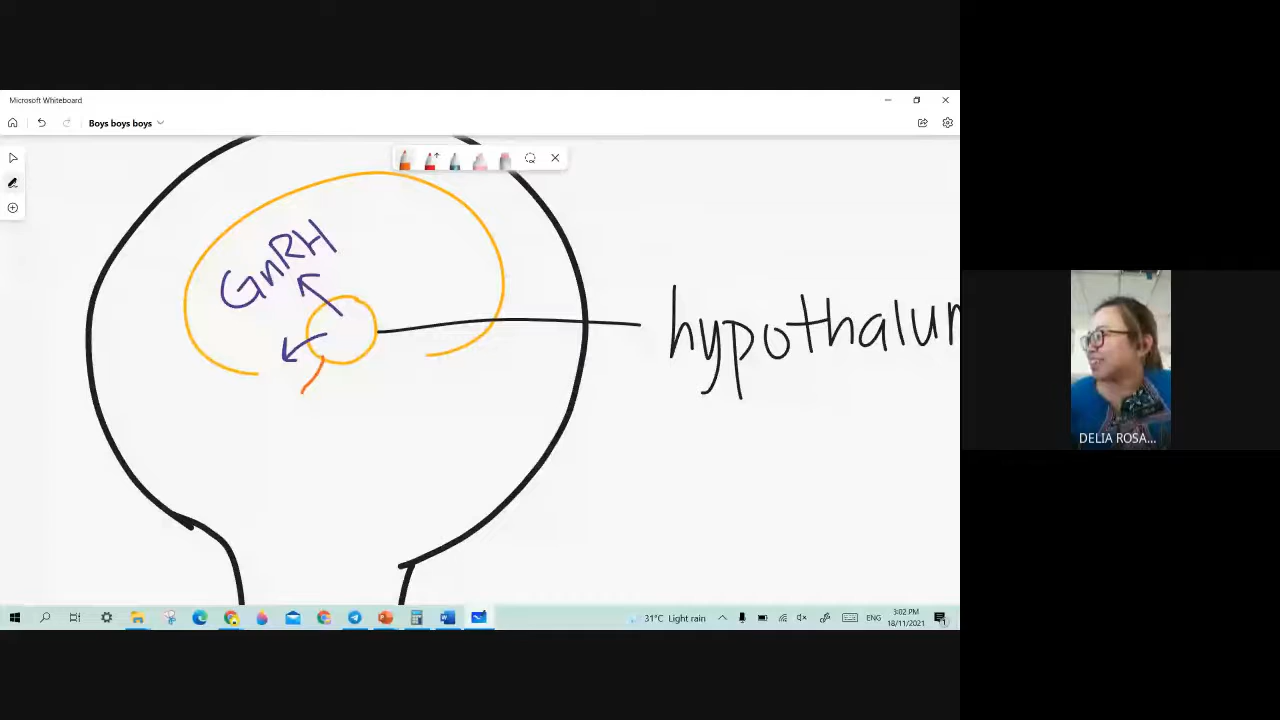 Microsoft Whiteboard
Boys boys boys
GnRH
hypothalum
DELIA ROSA...
31°C Light rain
ENG
3:02 PM
18/11/2021